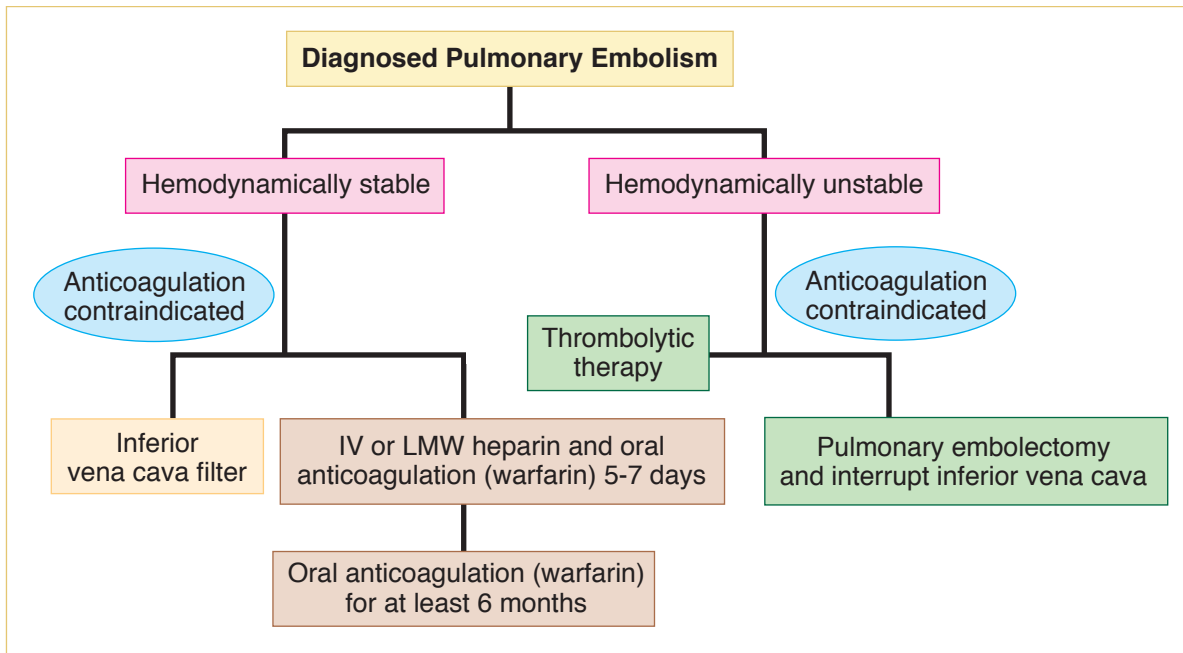 Diagnosed Pulmonary Embolism
Hemodynamically stable
Hemodynamically unstable
Anticoagulation
contraindicated
Anticoagulation
contraindicated
Thrombolytic
therapy
Inferior
vena cava filter
IV or LMW heparin and oral
anticoagulation (warfarin) 5-7 days
Pulmonary embolectomy
and interrupt inferior vena cava
Oral anticoagulation (warfarin)
for at least 6 months